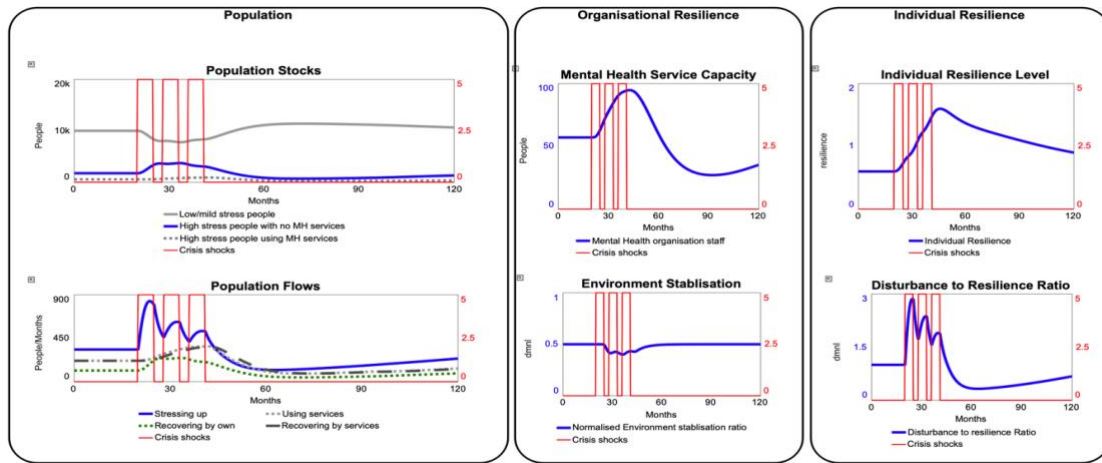 Population
Population Stocks
20k
10k
0
People
5
2.5
0
0 30 60 90 120
Months
Low/mild stress people
High stress people with no MH services
High stress people using MH services
Crisis shocks
Population Flows
900
450
0
People/Months
5
2.5
0
0 30 60 90 120
Months
Stressing up
Using services
Recovering by own
Recovering by services
Crisis shocks
Organisational Resilience
Mental Health Service Capacity
100
50
0
People
5
2.5
0
0 30 60 90 120
Months
Mental Health organisation staff
Crisis shocks
Environment Stablisation
1
0.5
0
dmnl
5
2.5
0
0 30 60 90 120
Months
Normalised Environment stablisation ratio
Crisis shocks
Individual Resilience
Individual Resilience Level
2
1
0
resilience
5
2.5
0
0 30 60 90 120
Months
Individual Resilience
Crisis shocks
Disturbance to Resilience Ratio
3
1.5
0
dmnl
5
2.5
0
0 30 60 90 120
Months
Disturbance to resilience Ratio
Crisis shocks